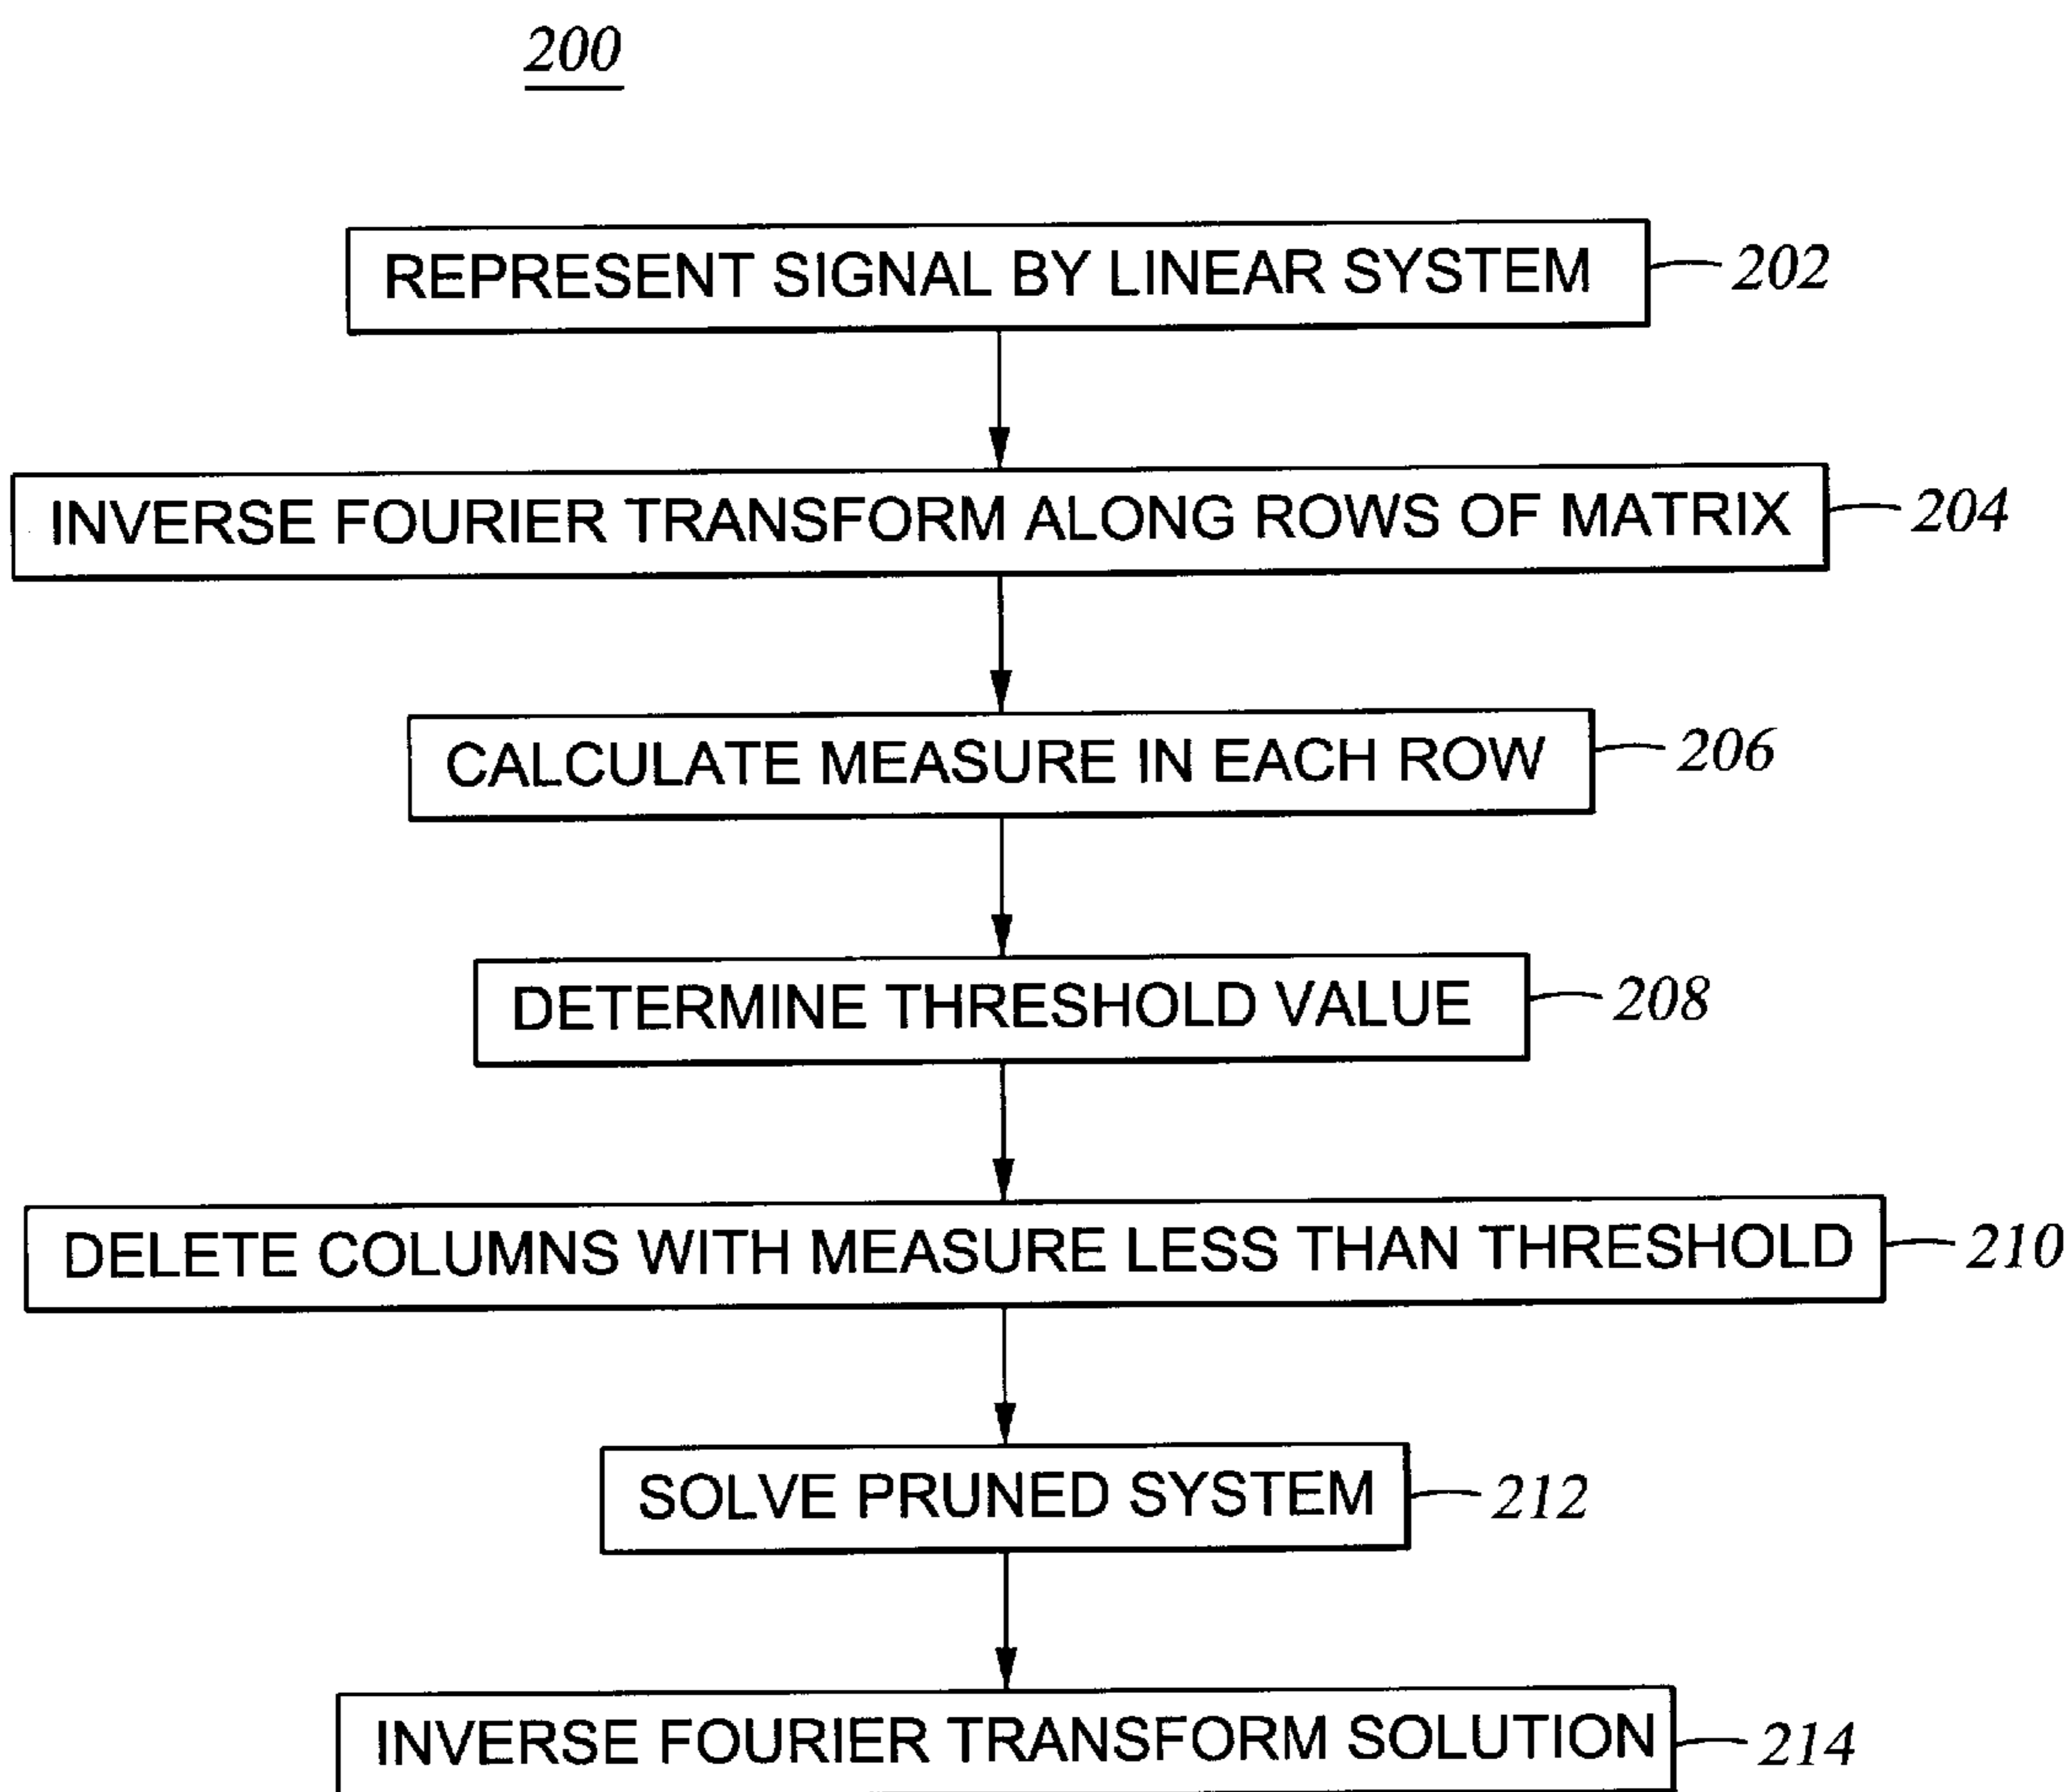 200
REPRESENT SIGNAL BY LINEAR SYSTEM 202
INVERSE FOURIER TRANSFORM ALONG ROWS OF MATRIX 204
CALCULATE MEASURE IN EACH ROW 206
DETERMINE THRESHOLD VALUE 208
DELETE COLUMNS WITH MEASURE LESS THAN THRESHOLD 210
SOLVE PRUNED SYSTEM 212
INVERSE FOURIER TRANSFORM SOLUTION 214